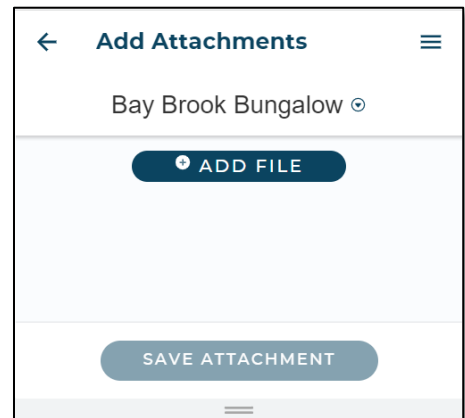 Add Attachments
Bay Brook Bungalow
ADD FILE
SAVE ATTACHMENT